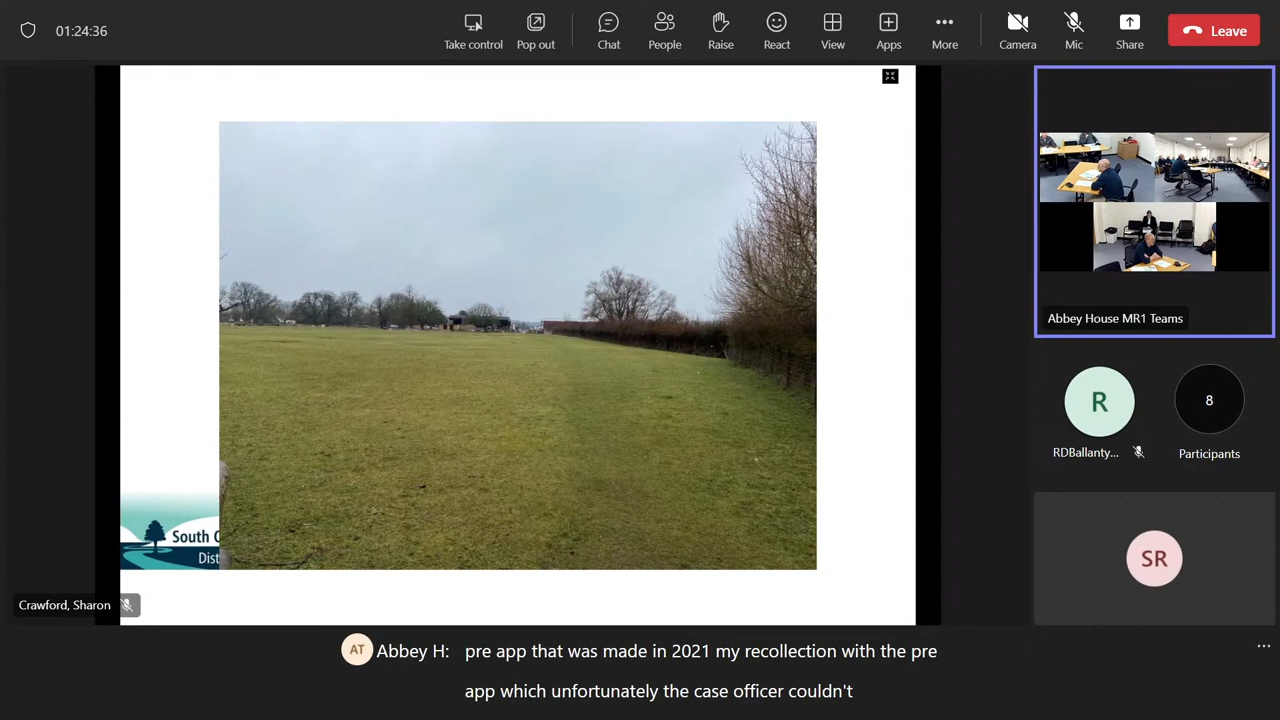 01:24:36
Take control
Pop out
Chat
People
Raise
React
View
Apps
More
Camera
Mic
Share
Leave
Abbey House MR1 Teams
R
8
RDBallanty...
Participants
SR
South
Dist
Crawford, Sharon
AT Abbey H: pre app that was made in 2021 my recollection with the pre
app which unfortunately the case officer couldn't